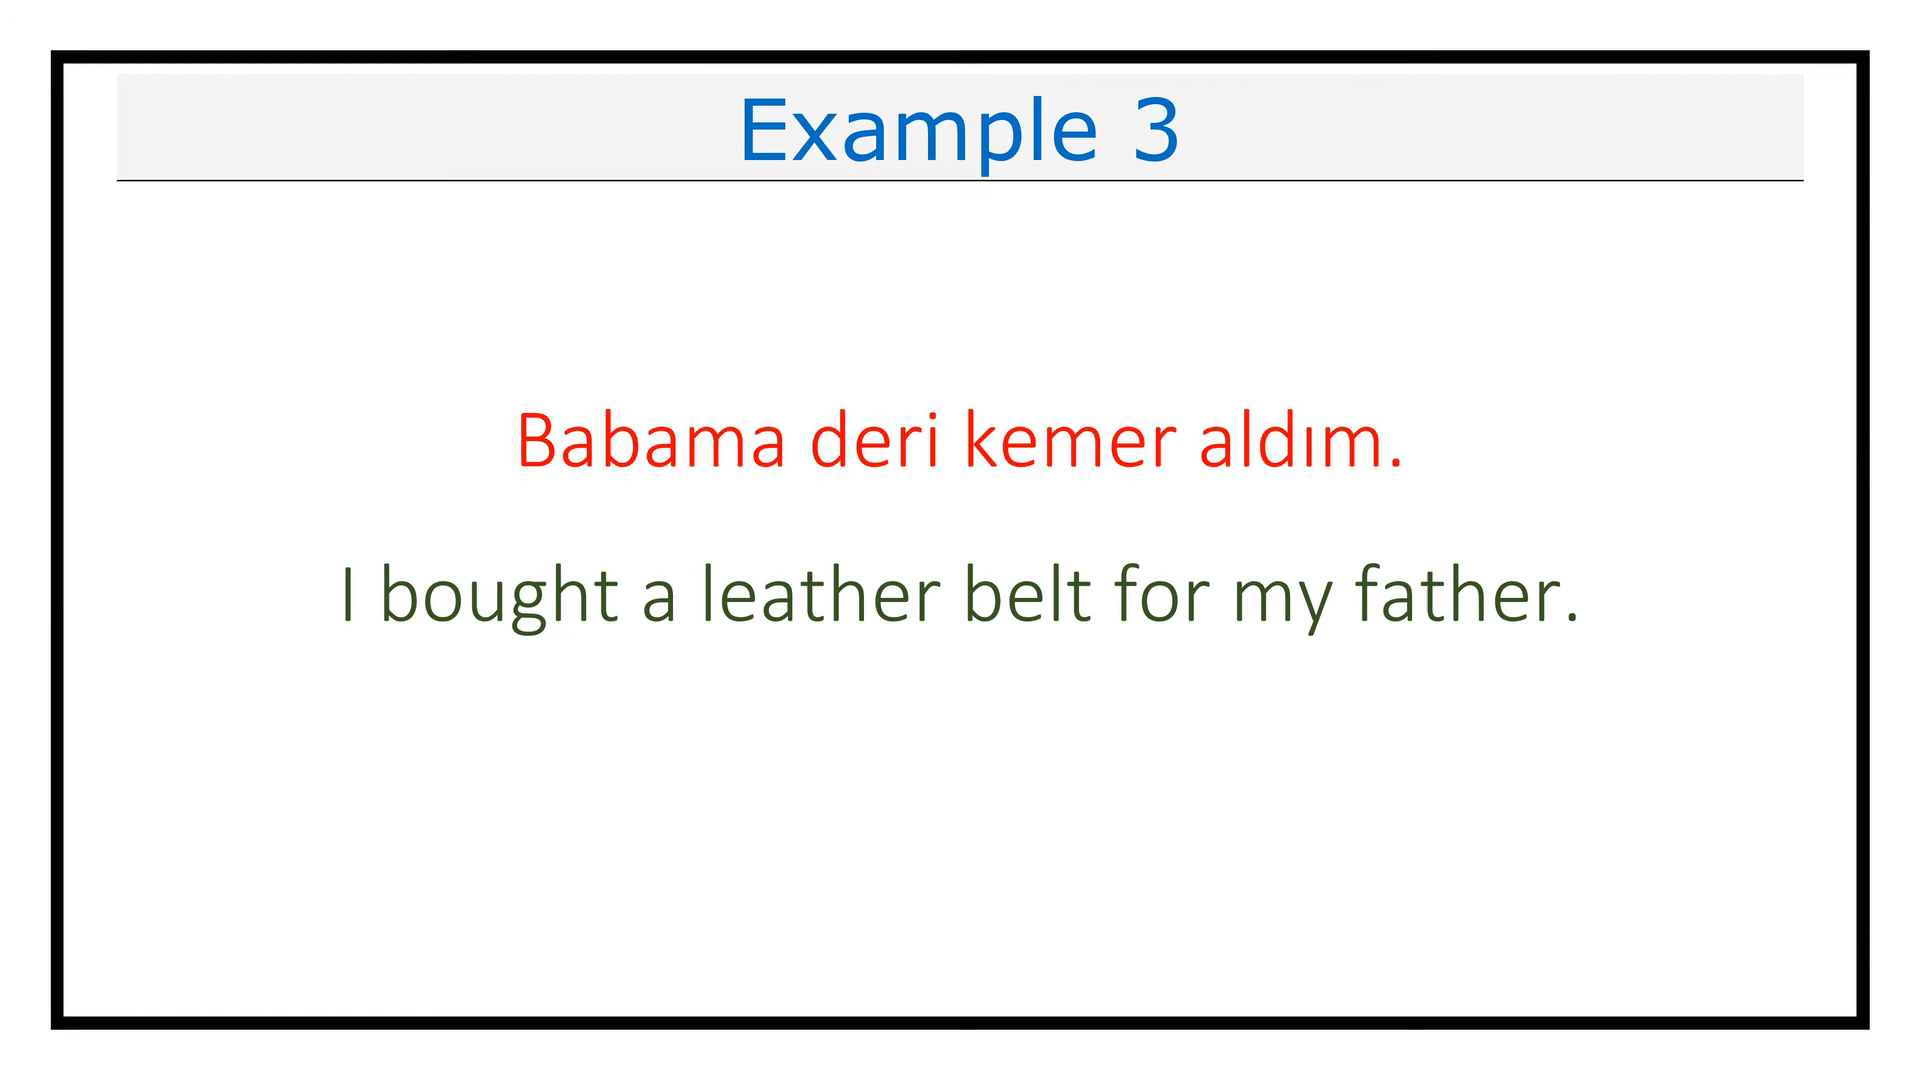 Example 3
Babama deri kemer aldım.
I bought a leather belt for my father.